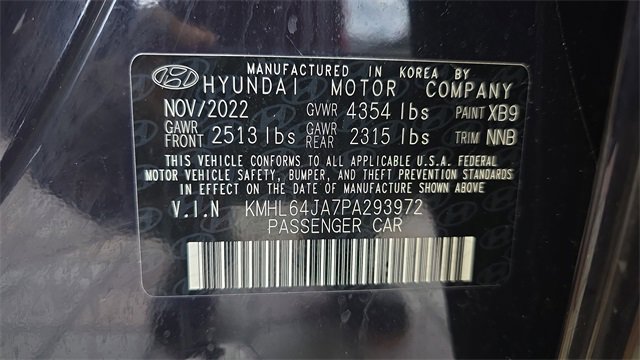 MANUFACTURED IN KOREA BY
HYUNDAI MOTOR COMPANY
NOV/2022 GVWR 4354 lbs PAINT XB9
GAWR FRONT 2513 lbs GAWR REAR 2315 lbs TRIM NNB
THIS VEHICLE CONFORMS TO ALL APPLICABLE U.S.A. FEDERAL
MOTOR VEHICLE SAFETY, BUMPER, AND THEFT PREVENTION STANDARDS
IN EFFECT ON THE DATE OF MANUFACTURE SHOWN ABOVE.
V.I.N KMHL64JA7PA293972
PASSENGER CAR